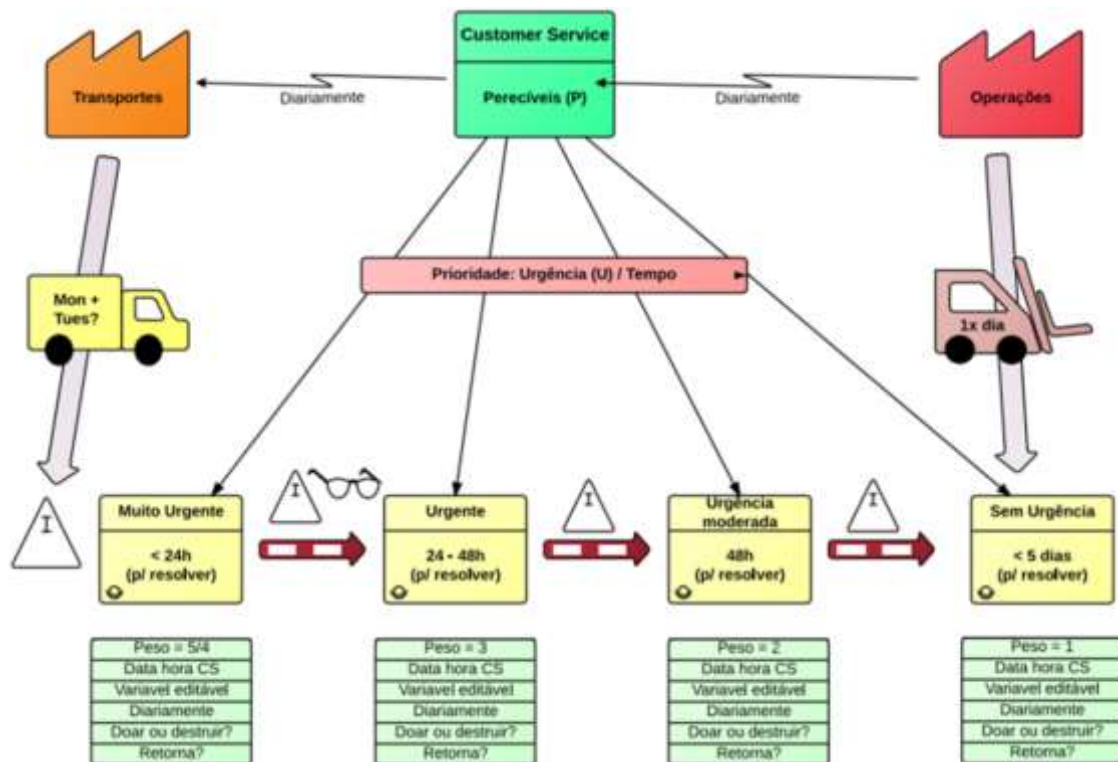 Customer Service
Perecíveis (P)
Transportes
Diariamente
Diariamente
Operações
Prioridade: Urgência (U) / Tempo
Mon +
Tues?
1x dia
I
I
I
I
Muito Urgente
< 24h
(p/ resolver)
Urgente
24 - 48h
(p/ resolver)
Urgência
moderada
48h
(p/ resolver)
Sem Urgência
< 5 dias
(p/ resolver)
Peso = 5/4
Data hora CS
Variavel editável
Diariamente
Doar ou destruir?
Retorna?
Peso = 3
Data hora CS
Variavel editável
Diariamente
Doar ou destruir?
Retorna?
Peso = 2
Data hora CS
Variavel editável
Diariamente
Doar ou destruir?
Retorna?
Peso = 1
Data hora CS
Variavel editável
Diariamente
Doar ou destruir?
Retorna?